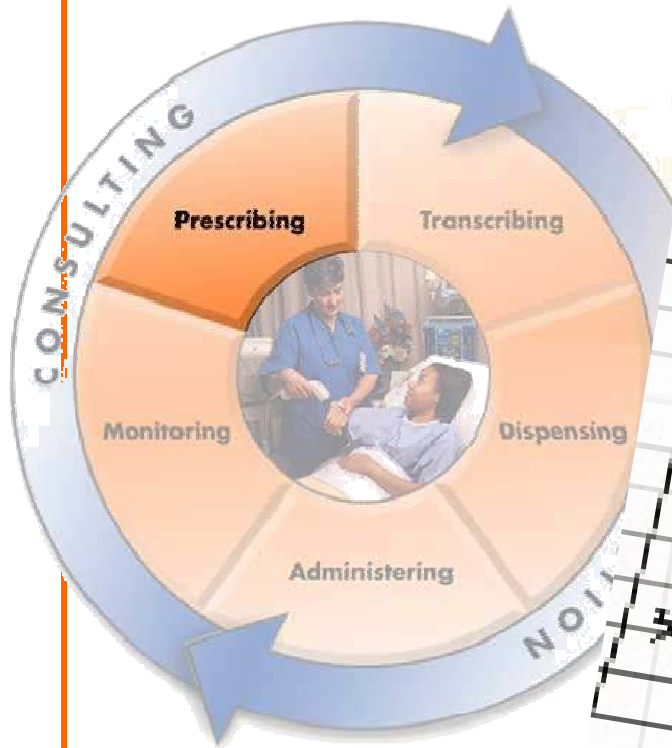 CONSULTING
Prescribing
Transcribing
Monitoring
Dispensing
Administering